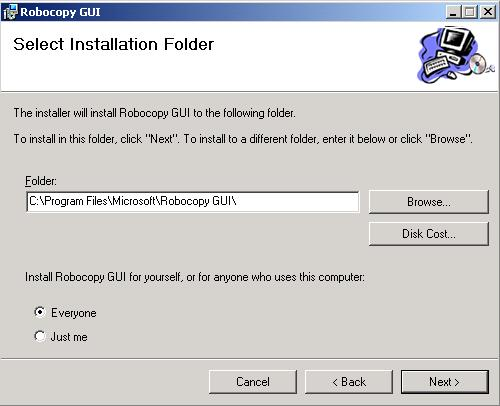 Robocopy GUI
Select Installation Folder
The installer will install Robocopy GUI to the following folder.
To install in this folder, click "Next". To install to a different folder, enter it below or click "Browse".
Folder:
C:\Program Files\Microsoft\Robocopy GUI\
Browse...
Disk Cost...
Install Robocopy GUI for yourself, or for anyone who uses this computer:
Everyone
Just me
Cancel
< Back
Next >